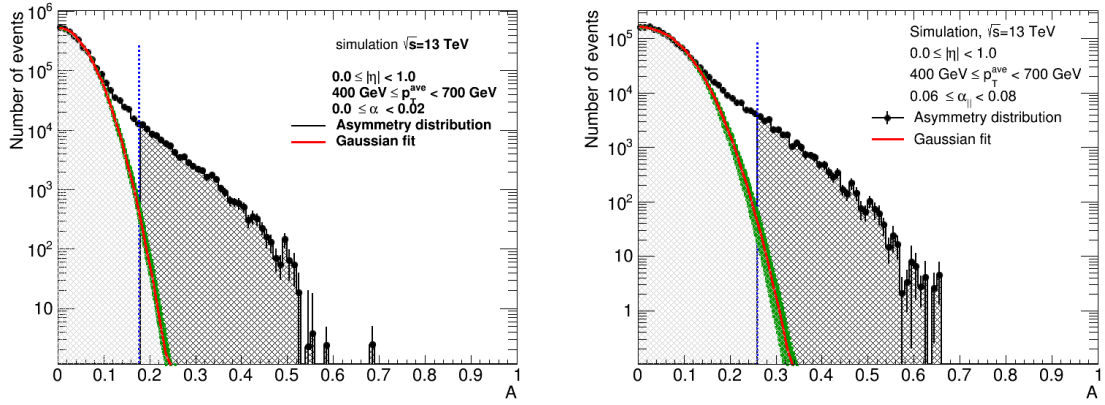 Number of events
10^6
10^5
10^4
10^3
10^2
10
simulation √s=13 TeV
0.0 ≤ |η| < 1.0
400 GeV ≤ p_T^ave < 700 GeV
0.0 ≤ α < 0.02
Asymmetry distribution
Gaussian fit
0 0.1 0.2 0.3 0.4 0.5 0.6 0.7 0.8 0.9 1
A
Number of events
10^5
10^4
10^3
10^2
10
1
Simulation, √s=13 TeV
0.0 ≤ |η| < 1.0
400 GeV ≤ p_T^ave < 700 GeV
0.06 ≤ α_|| < 0.08
Asymmetry distribution
Gaussian fit
0 0.1 0.2 0.3 0.4 0.5 0.6 0.7 0.8 0.9 1
A